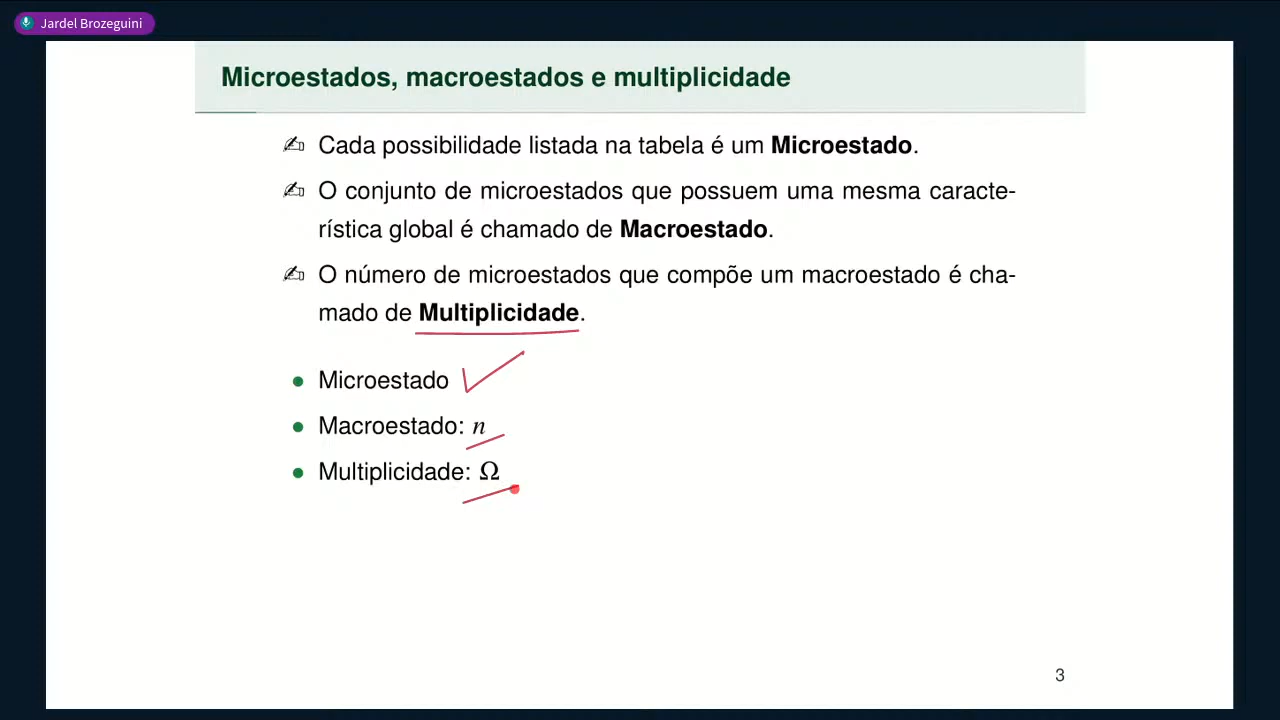 Jardel Brozeguini
Microestados, macroestados e multiplicidade
Cada possibilidade listada na tabela é um Microestado.
O conjunto de microestados que possuem uma mesma caracte-
rística global é chamado de Macroestado.
O número de microestados que compõe um macroestado é cha-
mado de Multiplicidade.
Microestado
Macroestado: n
Multiplicidade: Ω
3